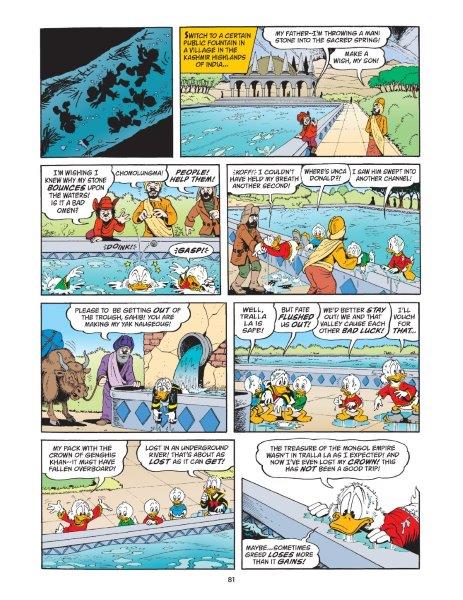 SWITCH TO A CERTAIN
PUBLIC FOUNTAIN IN
A VILLAGE IN THE
KASHMIR HIGHLANDS
OF INDIA...
MY FATHER--I'M THROWING A MANI
STONE INTO THE SACRED SPRING!
MAKE A
WISH, MY SON!
I'M WISHING I
KNEW WHY MY STONE
BOUNCES UPON
THE WATERS!
IS IT A BAD
OMEN?
CHOMOLUNGMA!
PEOPLE!
HELP THEM!
DOINK!
GASP!
KOFF! I COULDN'T
HAVE HELD MY BREATH
ANOTHER SECOND!
WHERE'S UNCA
DONALD?!
I SAW HIM SWEPT INTO
ANOTHER CHANNEL!
PLEASE TO BE GETTING OUT OF
THE TROUGH, SAHIB! YOU ARE
MAKING MY YAK NAUSEOUS!
WELL,
TRALLA
LA IS
SAFE!
BUT FATE
FLUSHED
US OUT!
WE'D BETTER STAY
OUT! WE AND THAT
VALLEY CAUSE EACH
OTHER BAD LUCK!
I'LL
VOUCH
FOR
THAT...
MY PACK WITH THE
CROWN OF GENGHIS
KHAN--IT MUST HAVE
FALLEN OVERBOARD!
LOST IN AN UNDERGROUND
RIVER! THAT'S ABOUT AS
LOST AS IT CAN GET!
THE TREASURE OF THE MONGOL EMPIRE
WASN'T IN TRALLA LA AS I EXPECTED! AND
NOW I'VE EVEN LOST MY CROWN! THIS
HAS NOT BEEN A GOOD TRIP!
MAYBE...SOMETIMES
GREED LOSES MORE
THAN IT GAINS!
81